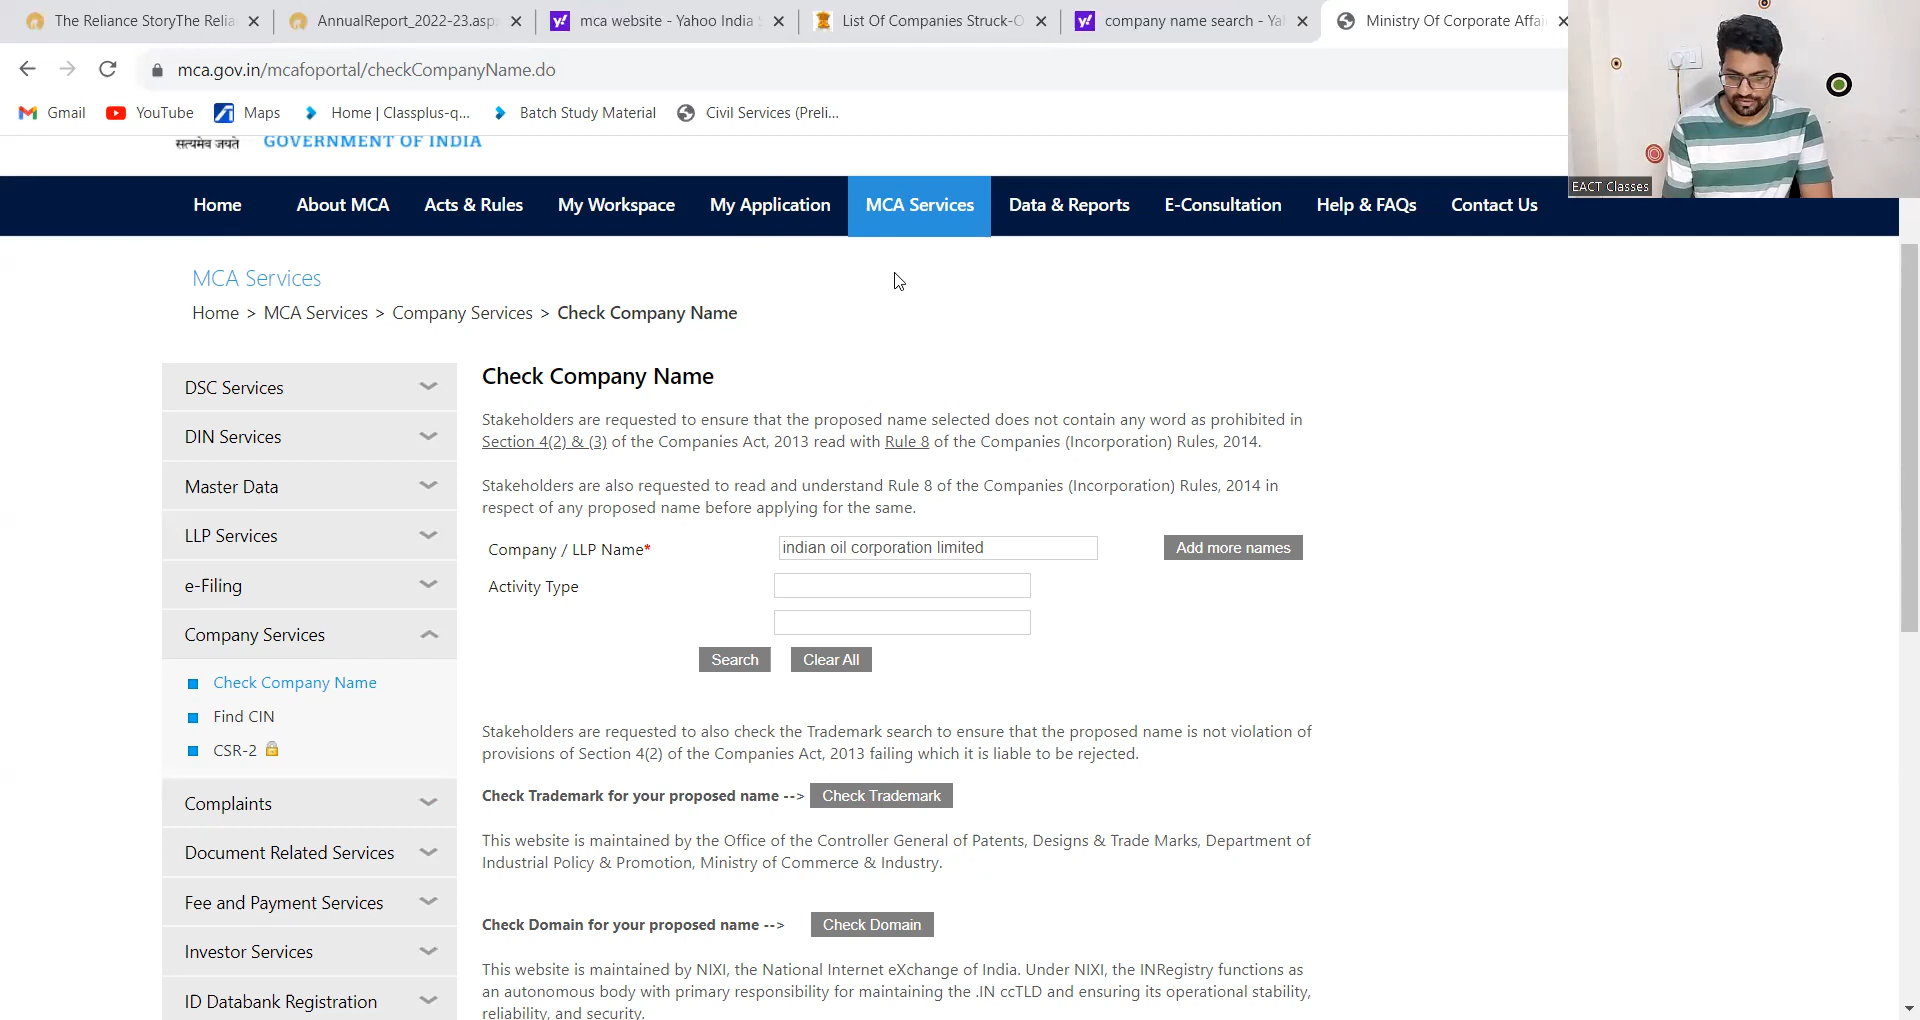 The Reliance StoryThe Relia
AnnualReport_2022-23.asp
mca website - Yahoo India
List Of Companies Struck-O
company name search - Ya
Ministry Of Corporate Affai
mca.gov.in/mcafoportal/checkCompanyName.do
Gmail
YouTube
Maps
Home | Classplus-q...
Batch Study Material
Civil Services (Preli...
EACT Classes
सत्यमेव जयते
GOVERNMENT OF INDIA
Home About MCA Acts & Rules My Workspace My Application MCA Services Data & Reports E-Consultation Help & FAQs Contact Us
MCA Services
Home > MCA Services > Company Services > Check Company Name
DSC Services
DIN Services
Master Data
LLP Services
e-Filing
Company Services
Check Company Name
Find CIN
CSR-2
Complaints
Document Related Services
Fee and Payment Services
Investor Services
ID Databank Registration
Check Company Name
Stakeholders are requested to ensure that the proposed name selected does not contain any word as prohibited in
Section 4(2) & (3) of the Companies Act, 2013 read with Rule 8 of the Companies (Incorporation) Rules, 2014.
Stakeholders are also requested to read and understand Rule 8 of the Companies (Incorporation) Rules, 2014 in
respect of any proposed name before applying for the same.
Company / LLP Name* indian oil corporation limited Add more names
Activity Type
Search Clear All
Stakeholders are requested to also check the Trademark search to ensure that the proposed name is not violation of
provisions of Section 4(2) of the Companies Act, 2013 failing which it is liable to be rejected.
Check Trademark for your proposed name --> Check Trademark
This website is maintained by the Office of the Controller General of Patents, Designs & Trade Marks, Department of
Industrial Policy & Promotion, Ministry of Commerce & Industry.
Check Domain for your proposed name --> Check Domain
This website is maintained by NIXI, the National Internet eXchange of India. Under NIXI, the INRegistry functions as
an autonomous body with primary responsibility for maintaining the .IN ccTLD and ensuring its operational stability,
reliability, and security.